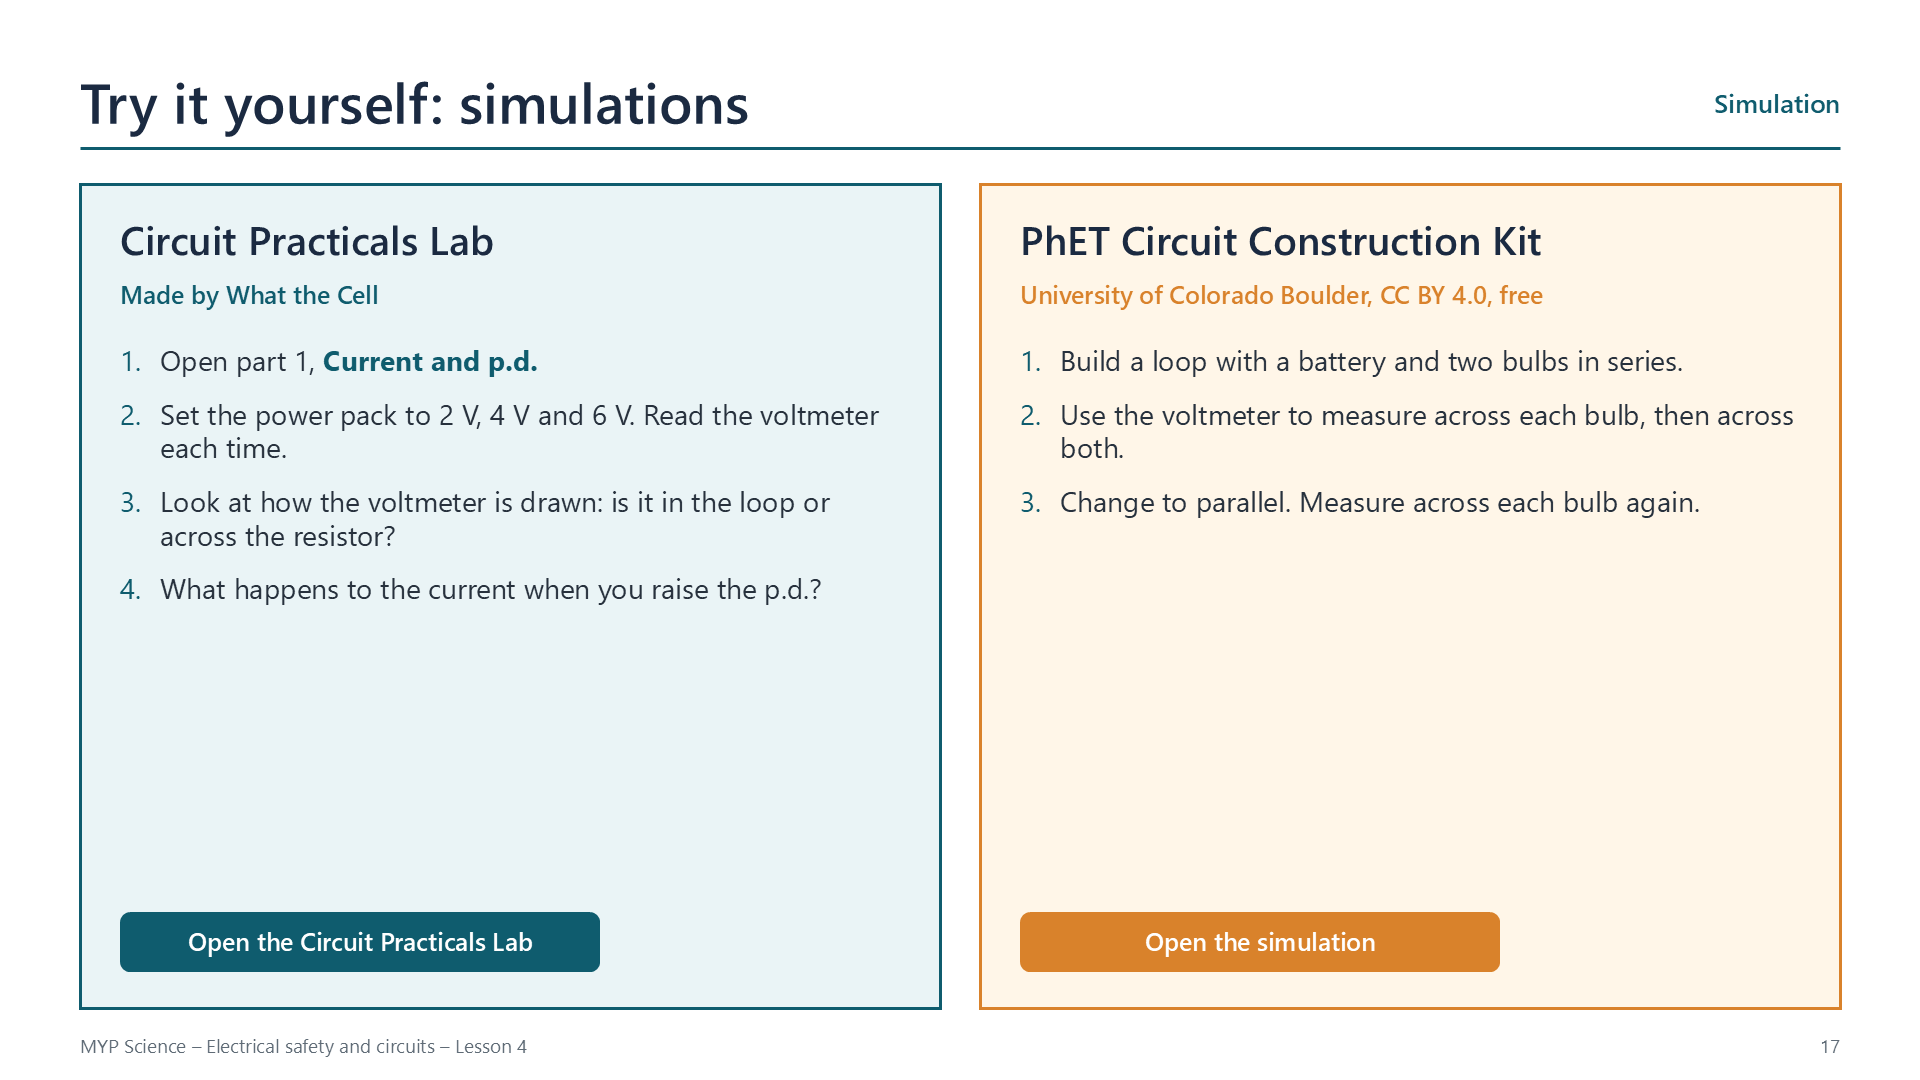 Try it yourself: simulations
Simulation
Circuit Practicals Lab
Made by What the Cell
1. Open part 1, Current and p.d.
2. Set the power pack to 2 V, 4 V and 6 V. Read the voltmeter
each time.
3. Look at how the voltmeter is drawn: is it in the loop or
across the resistor?
4. What happens to the current when you raise the p.d.?
Open the Circuit Practicals Lab
PhET Circuit Construction Kit
University of Colorado Boulder, CC BY 4.0, free
1. Build a loop with a battery and two bulbs in series.
2. Use the voltmeter to measure across each bulb, then across
both.
3. Change to parallel. Measure across each bulb again.
Open the simulation
MYP Science – Electrical safety and circuits – Lesson 4
17